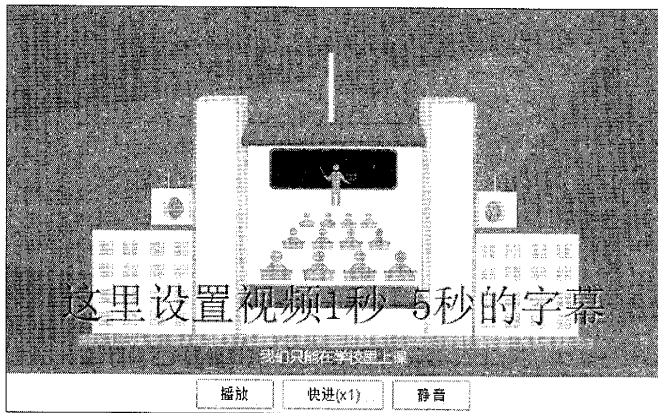 这里设置视频1秒 5秒的字幕
我们只能在学校里上课
播放 快进(x1) 静音